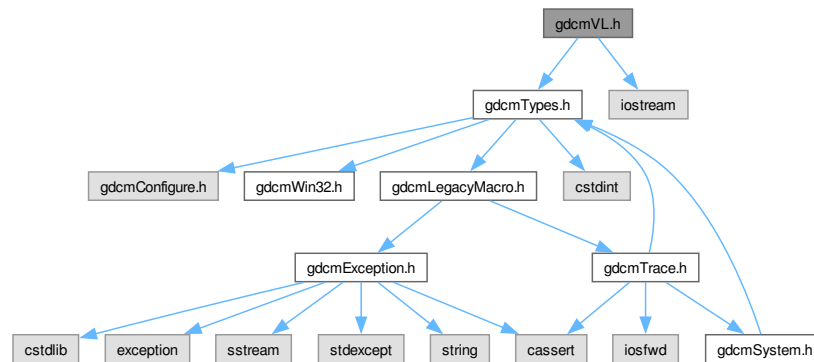 gdcmVL.h
gdcmTypes.h
iostream
gdcmConfigure.h
gdcmWin32.h
gdcmLegacyMacro.h
cstdint
gdcmException.h
gdcmTrace.h
cstdlib
exception
sstream
stdexcept
string
cassert
iosfwd
gdcmSystem.h